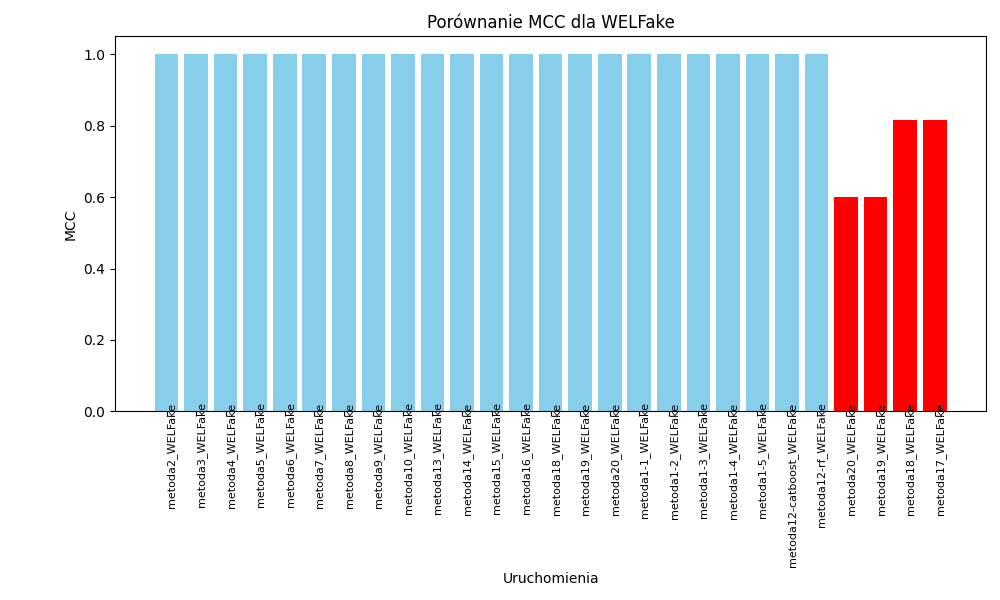 Porównanie MCC dla WELFake
MCC
1.0
0.8
0.6
0.4
0.2
0.0
metoda2_WELFake
metoda3_WELFake
metoda4_WELFake
metoda5_WELFake
metoda6_WELFake
metoda7_WELFake
metoda8_WELFake
metoda9_WELFake
metoda10_WELFake
metoda13_WELFake
metoda14_WELFake
metoda15_WELFake
metoda16_WELFake
metoda18_WELFake
metoda19_WELFake
metoda20_WELFake
metoda1-1_WELFake
metoda1-2_WELFake
metoda1-3_WELFake
metoda1-4_WELFake
metoda1-5_WELFake
metoda12-catboost_WELFake
metoda12-rf_WELFake
metoda20_WELFake
metoda19_WELFake
metoda18_WELFake
metoda17_WELFake
Uruchomienia